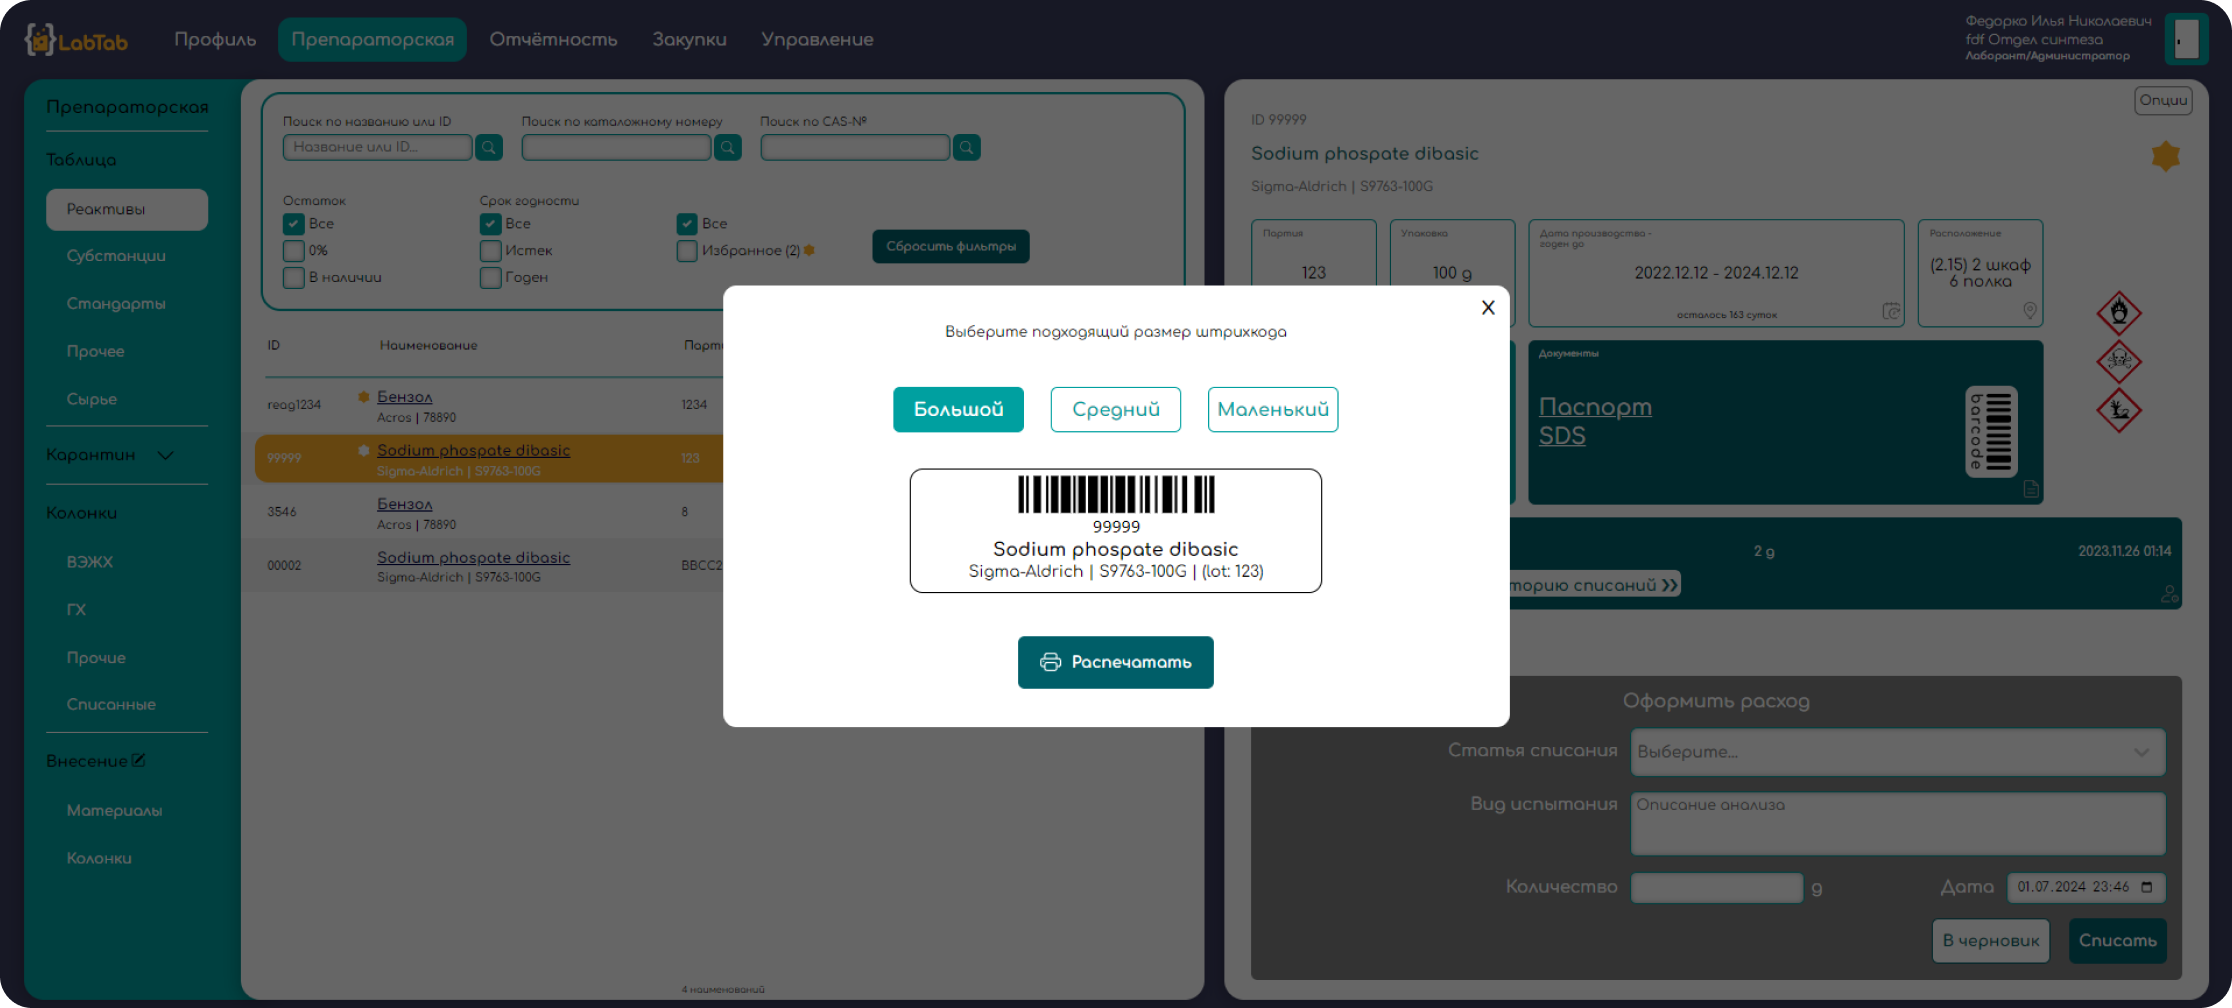 LabTab
Профиль
Препараторская
Отчётность
Закупки
Управление
Федорко Илья Николаевич
fdf Отдел синтеза
Лаборант/Администратор
Препараторская
Таблица
Реактивы
Субстанции
Стандарты
Прочее
Сырье
Карантин
Колонки
ВЭЖХ
ГХ
Прочие
Списанные
Внесение
Материалы
Колонки
Поиск по названию или ID
Поиск по каталожному номеру
Поиск по CAS-№
Название или ID...
Остаток
Срок годности
Все
Все
Все
0%
Истек
Избранное (2)
В наличии
Годен
Сбросить фильтры
ID
Наименование
reag1234
Бензол
Acros | 78890
1234
99999
Sodium phospate dibasic
Sigma-Aldrich | S9763-100G
123
3546
Бензол
Acros | 78890
8
00002
Sodium phospate dibasic
Sigma-Aldrich | S9763-100G
BBCC2
4 наименований
Выберите подходящий размер штрихкода
X
Большой
Средний
Маленький
99999
Sodium phospate dibasic
Sigma-Aldrich | S9763-100G | (lot: 123)
Распечатать
Опции
ID 99999
Sodium phospate dibasic
Sigma-Aldrich | S9763-100G
Партия
123
Упаковка
100 g
Дата производства -
годен до
2022.12.12 - 2024.12.12
осталось 163 суток
Расположение
(2.15) 2 шкаф
6 полка
Документы
Паспорт
SDS
barcode
2 g
2023.11.26 01:14
торию списаний
Оформить расход
Статья списания
Выберите...
Вид испытания
Описание анализа
Количество
g
Дата
01.07.2024 23:46
В черновик
Списать